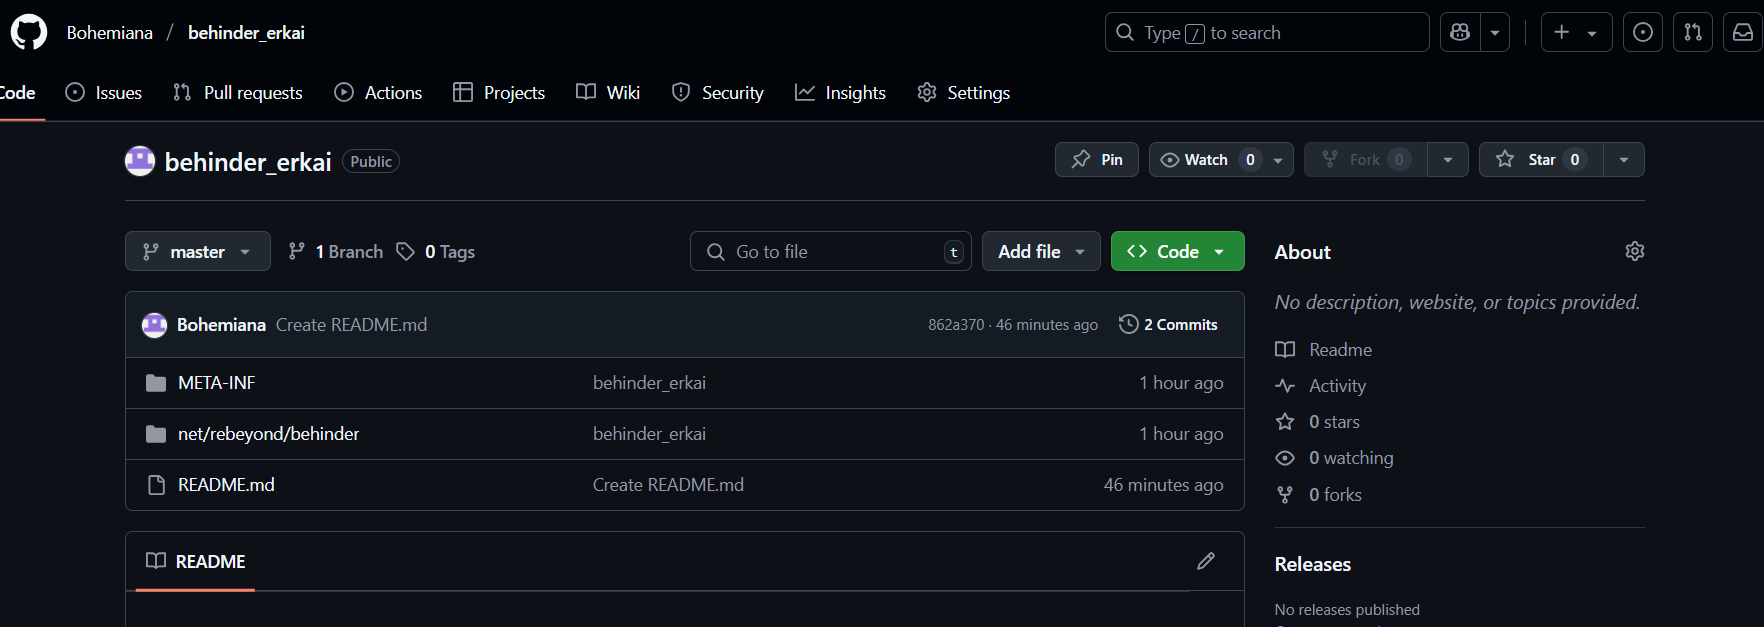 Bohemiana / behinder_erkai
Type / to search
Code Issues Pull requests Actions Projects Wiki Security Insights Settings
behinder_erkai Public
Pin Watch 0 Fork 0 Star 0
master 1 Branch 0 Tags
Go to file t Add file <> Code
Bohemiana Create README.md 862a370 · 46 minutes ago 2 Commits
META-INF behinder_erkai 1 hour ago
net/rebeyond/behinder behinder_erkai 1 hour ago
README.md Create README.md 46 minutes ago
README
About
No description, website, or topics provided.
Readme
Activity
0 stars
0 watching
0 forks
Releases
No releases published